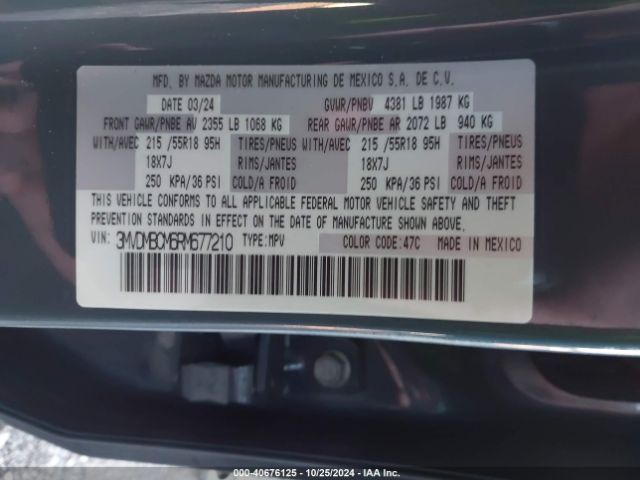 MFD. BY MAZDA MOTOR MANUFACTURING DE MEXICO S.A. DE C.V.
DATE 03/24 GVWR/PNBV 4381 LB 1987 KG
FRONT GAWR/PNBE AV 2355 LB 1068 KG REAR GAWR/PNBE AR 2072 LB 940 KG
WITH/AVEC 215 /55R18 95H TIRES/PNEUS WITH/AVEC 215 /55R18 95H TIRES/PNEUS
18X7J RIMS/JANTES 18X7J RIMS/JANTES
250 KPA/36 PSI COLD/A FROID 250 KPA/36 PSI COLD/A FROID
THIS VEHICLE CONFORMS TO ALL APPLICABLE FEDERAL MOTOR VEHICLE SAFETY AND THEFT
PREVENTION STANDARDS IN EFFECT ON THE DATE OF MANUFACTURE SHOWN ABOVE.
VIN: 3MVDMBCM6RM677210 TYPE: MPV COLOR CODE: 47C MADE IN MEXICO
00-40676125 • 10/25/2024 - IAA Inc.